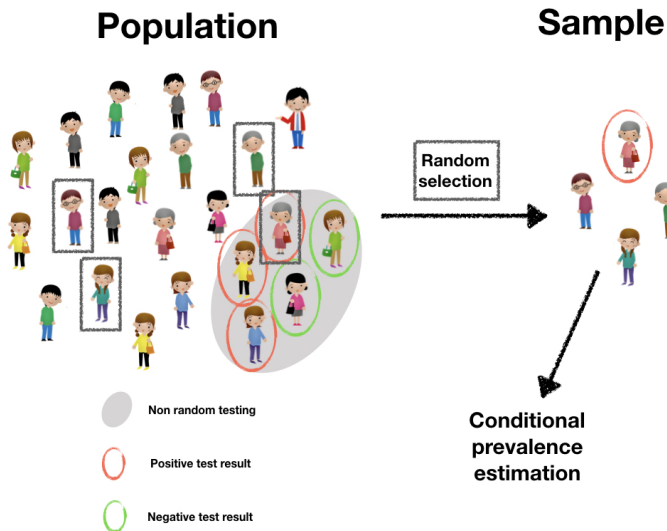 Population
Sample
Random
selection
Conditional
prevalence
estimation
Non random testing
Positive test result
Negative test result